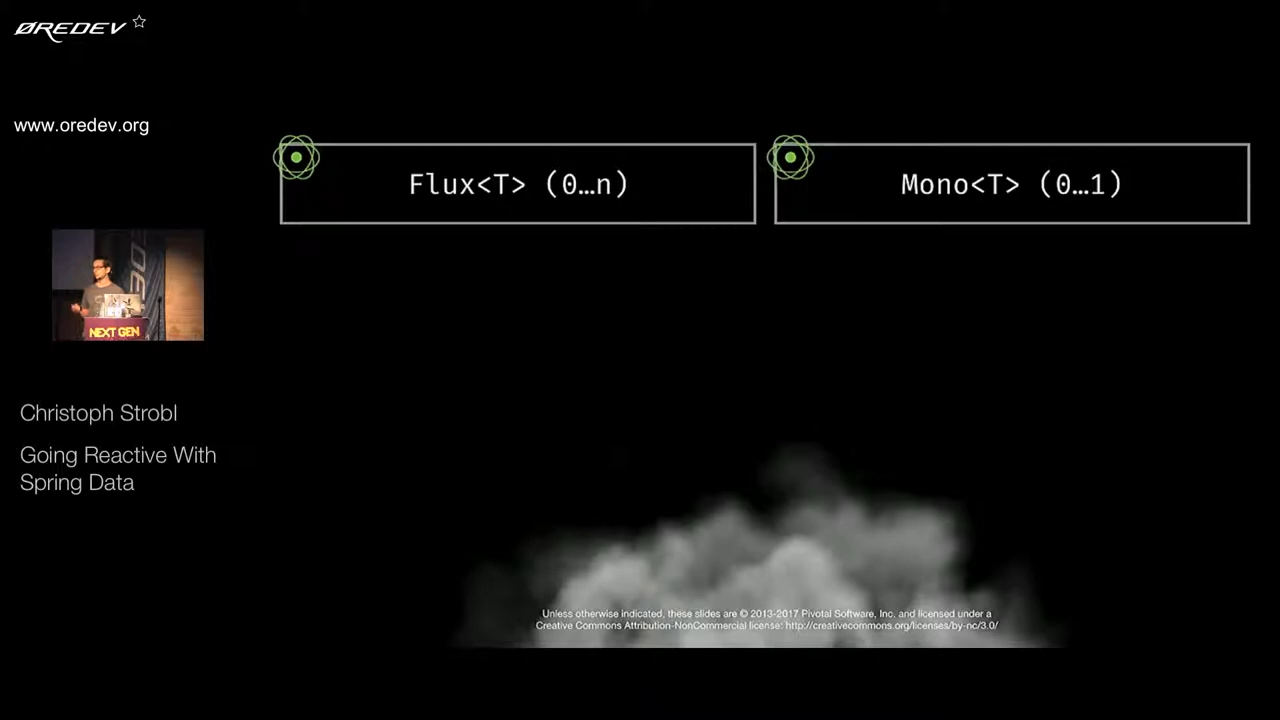 ØREDEV
www.oredev.org
Flux<T> (0…n)
Mono<T> (0…1)
NEXT GEN
Christoph Strobl
Going Reactive With
Spring Data
Unless otherwise indicated, these slides are © 2013-2017 Pivotal Software, Inc. and licensed under a
Creative Commons Attribution-NonCommercial license: http://creativecommons.org/licenses/by-nc/3.0/